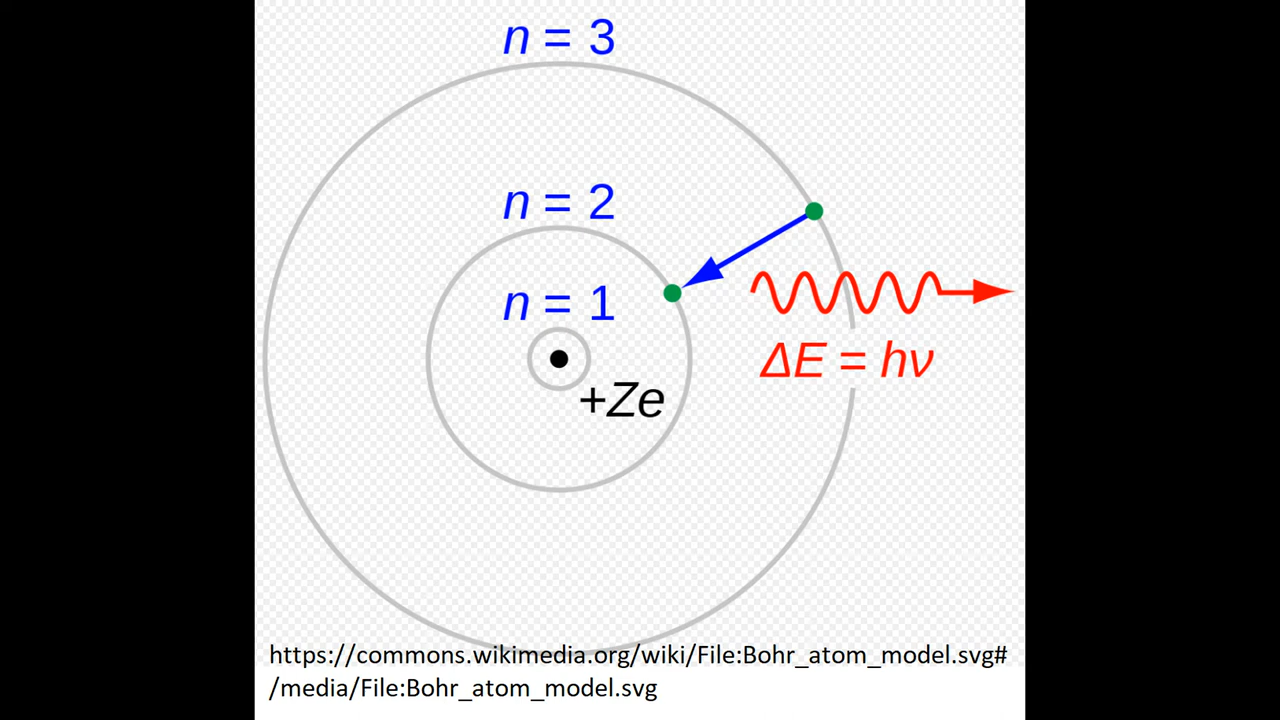 n = 3
n = 2
n = 1
+Ze
ΔE = hν
https://commons.wikimedia.org/wiki/File:Bohr_atom_model.svg#
/media/File:Bohr_atom_model.svg